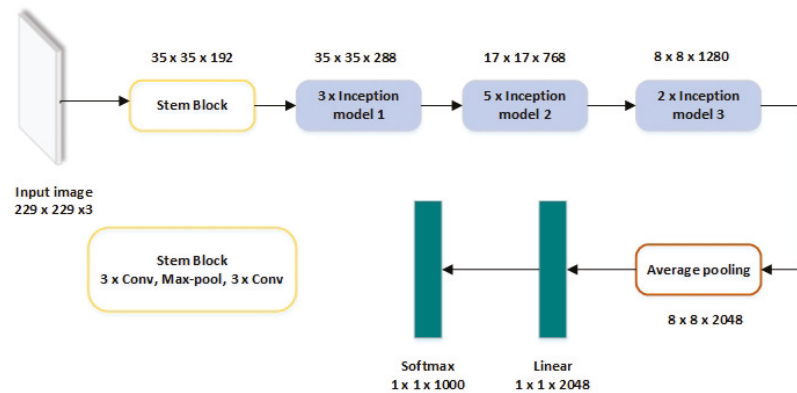 35 x 35 x 192
35 x 35 x 288
17 x 17 x 768
8 x 8 x 1280
Stem Block
3 x Inception
model 1
5 x Inception
model 2
2 x Inception
model 3
Input image
229 x 229 x3
Stem Block
3 x Conv, Max-pool, 3 x Conv
Average pooling
8 x 8 x 2048
Softmax
1 x 1 x 1000
Linear
1 x 1 x 2048